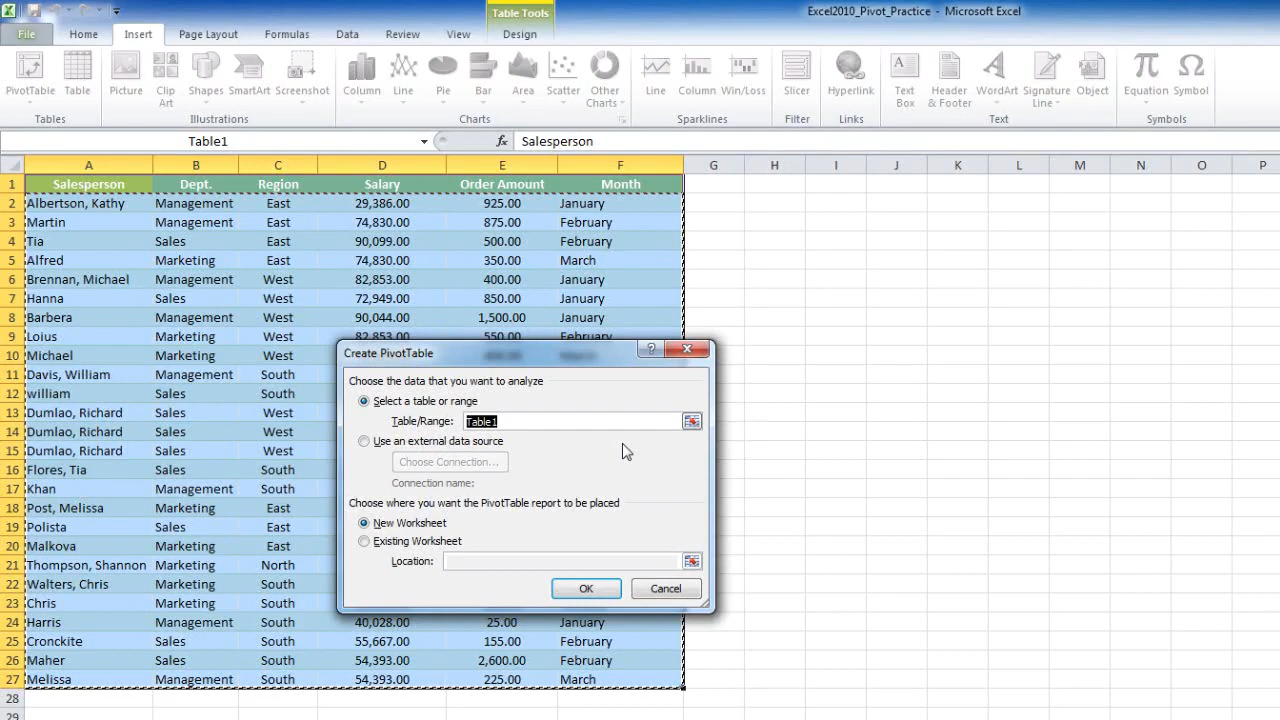 Excel2010_Pivot_Practice - Microsoft Excel
Table Tools
File Home Insert Page Layout Formulas Data Review View Design
PivotTable Table Picture Clip Art Shapes SmartArt Screenshot Column Line Pie Bar Area Scatter Other Charts Line Column Win/Loss Slicer Hyperlink Text Box Header & Footer WordArt Signature Line Object Equation Symbol
Tables Illustrations Charts Sparklines Filter Links Text Symbols
Table1 fx Salesperson
A B C D E F G H I J K L M N O P
1 Salesperson Dept. Region Salary Order Amount Month
2 Albertson, Kathy Management East 29,386.00 925.00 January
3 Martin Management East 74,830.00 875.00 February
4 Tia Sales East 90,099.00 500.00 February
5 Alfred Marketing East 74,830.00 350.00 March
6 Brennan, Michael Management West 82,853.00 400.00 January
7 Hanna Sales West 72,949.00 850.00 January
8 Barbera Management West 90,044.00 1,500.00 January
9 Loius Marketing West 82,853.00 550.00 February
10 Michael Marketing West
11 Davis, William Management South
12 william Sales South
13 Dumlao, Richard Marketing West
14 Dumlao, Richard Sales West
15 Dumlao, Richard Sales West
16 Flores, Tia Sales South
17 Khan Management South
18 Post, Melissa Marketing East
19 Polista Sales East
20 Malkova Marketing East
21 Thompson, Shannon Marketing North
22 Walters, Chris Sales South
23 Chris Marketing South
24 Harris Management South 40,028.00 25.00 January
25 Cronckite Sales South 55,667.00 155.00 February
26 Maher Sales South 54,393.00 2,600.00 February
27 Melissa Management South 54,393.00 225.00 March
28
29
Create PivotTable
Choose the data that you want to analyze
Select a table or range
Table/Range: Table1
Use an external data source
Choose Connection...
Connection name:
Choose where you want the PivotTable report to be placed
New Worksheet
Existing Worksheet
Location:
OK Cancel